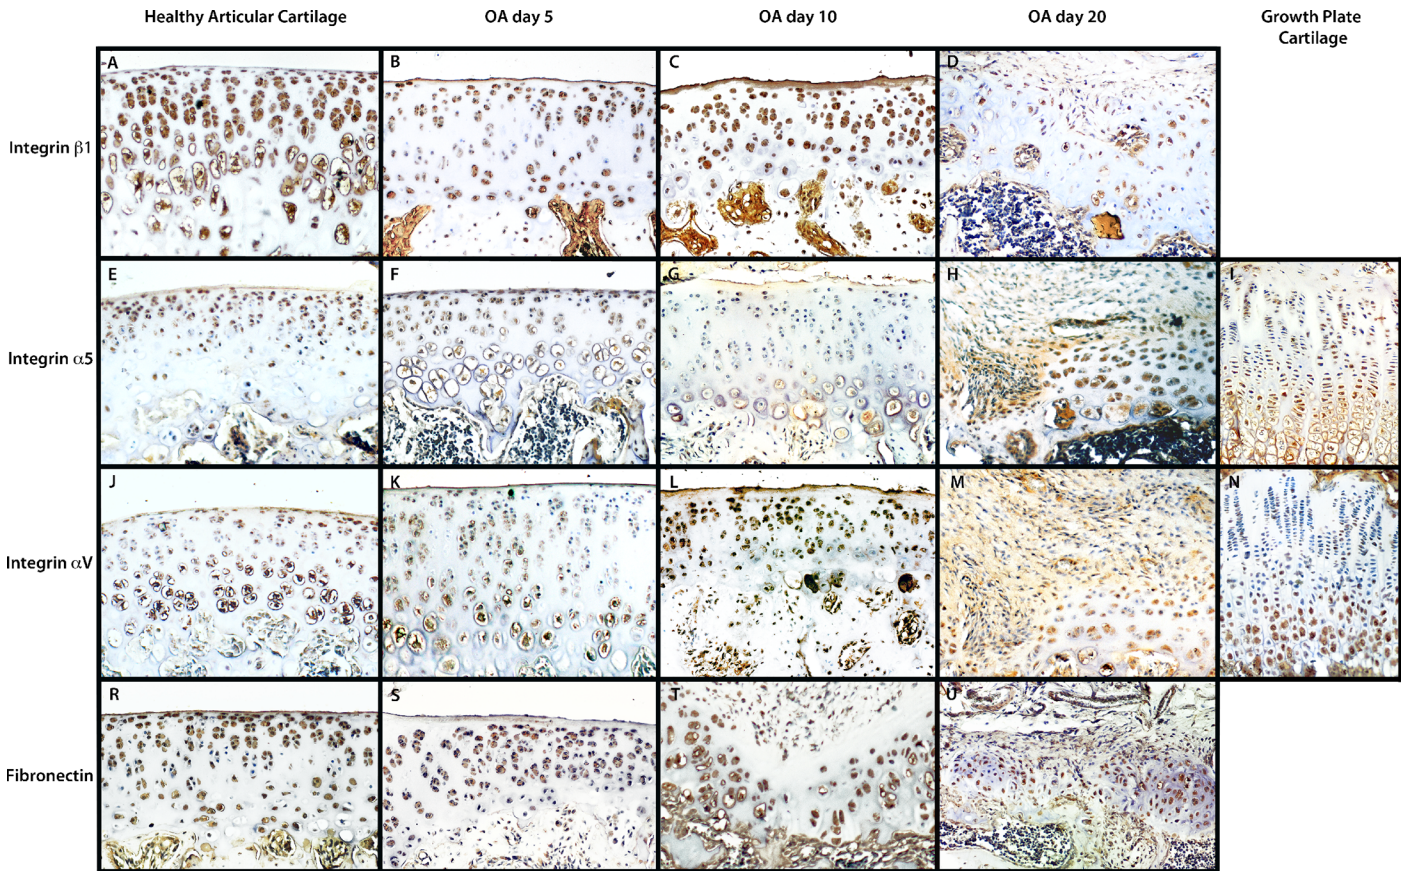 Healthy Articular Cartilage OA day 5 OA day 10 OA day 20 Growth Plate
Cartilage
A B C D
Integrin β1
E F G H I
Integrin α5
J K L M N
Integrin αV
R S T U
Fibronectin